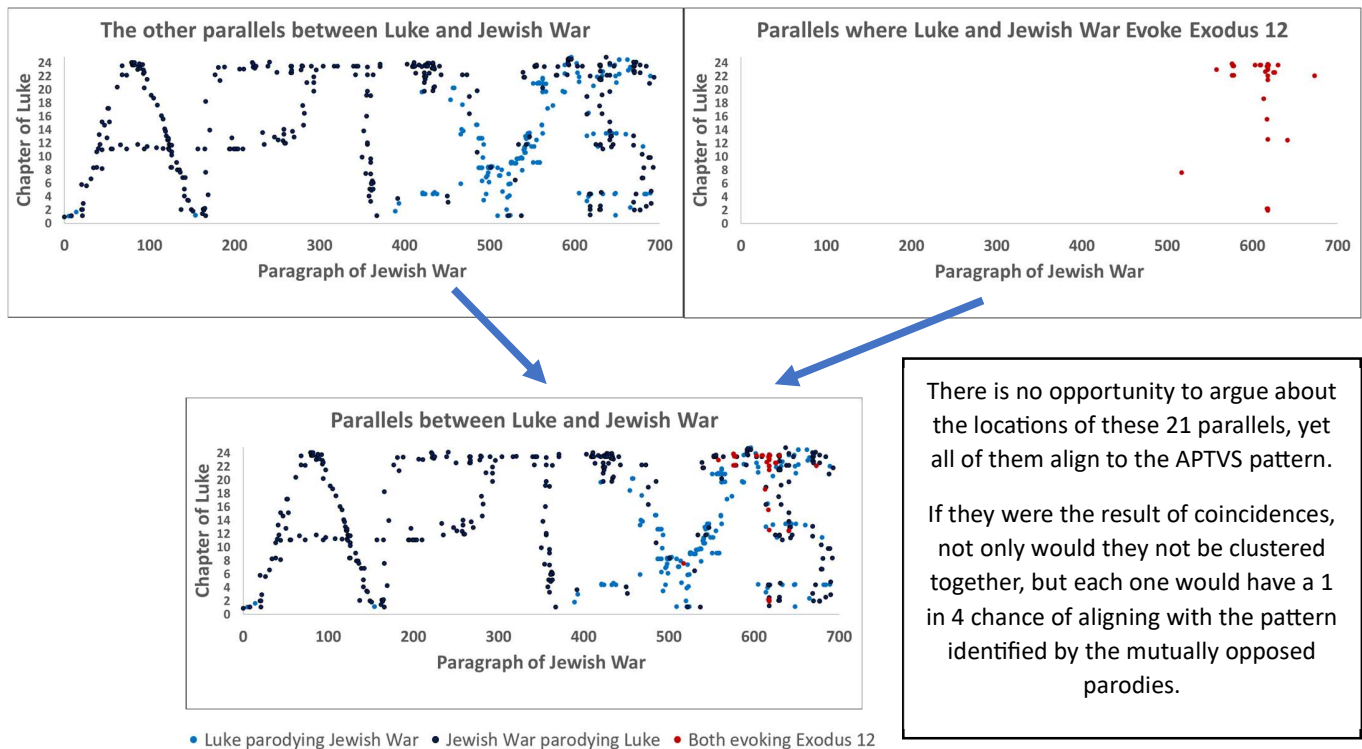 The other parallels between Luke and Jewish War
Chapter of Luke
24
22
20
18
16
14
12
10
8
6
4
2
0
0 100 200 300 400 500 600 700
Paragraph of Jewish War
Parallels where Luke and Jewish War Evoke Exodus 12
Chapter of Luke
24
22
20
18
16
14
12
10
8
6
4
2
0
0 100 200 300 400 500 600 700
Paragraph of Jewish War
Parallels between Luke and Jewish War
Chapter of Luke
24
22
20
18
16
14
12
10
8
6
4
2
0
0 100 200 300 400 500 600 700
Paragraph of Jewish War
Luke parodying Jewish War Jewish War parodying Luke Both evoking Exodus 12
There is no opportunity to argue about
the locations of these 21 parallels, yet
all of them align to the APTVS pattern.
If they were the result of coincidences,
not only would they not be clustered
together, but each one would have a 1
in 4 chance of aligning with the pattern
identified by the mutually opposed
parodies.